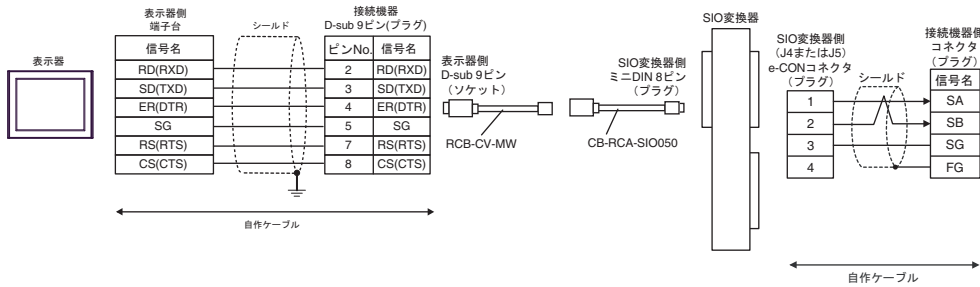 表示器
表示器側
端子台
信号名
RD(RXD)
SD(TXD)
ER(DTR)
SG
RS(RTS)
CS(CTS)
シールド
接続機器
D-sub 9ピン(プラグ)
ピンNo. 信号名
2 RD(RXD)
3 SD(TXD)
4 ER(DTR)
5 SG
7 RS(RTS)
8 CS(CTS)
自作ケーブル
表示器側
D-sub 9ピン
（ソケット）
RCB-CV-MW
SIO変換器側
ミニDIN 8ピン
（プラグ）
CB-RCA-SIO050
SIO変換器
SIO変換器側
（J4またはJ5）
e-CONコネクタ
（プラグ）
1
2
3
4
シールド
接続機器側
コネクタ
（プラグ）
信号名
SA
SB
SG
FG
自作ケーブル